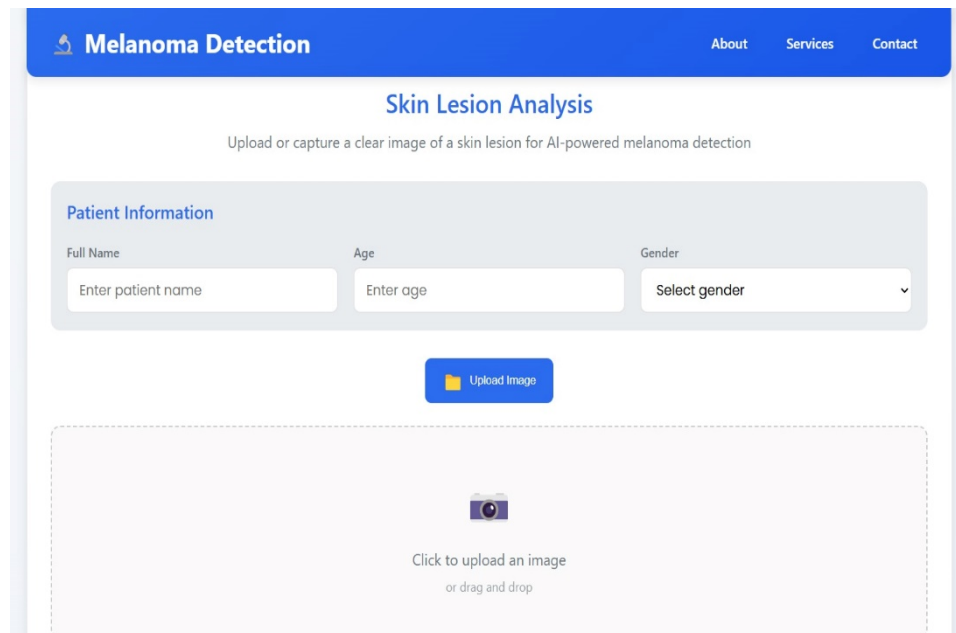 Melanoma Detection
About Services Contact
Skin Lesion Analysis
Upload or capture a clear image of a skin lesion for AI-powered melanoma detection
Patient Information
Full Name Age Gender
Enter patient name Enter age Select gender
Upload Image
Click to upload an image
or drag and drop